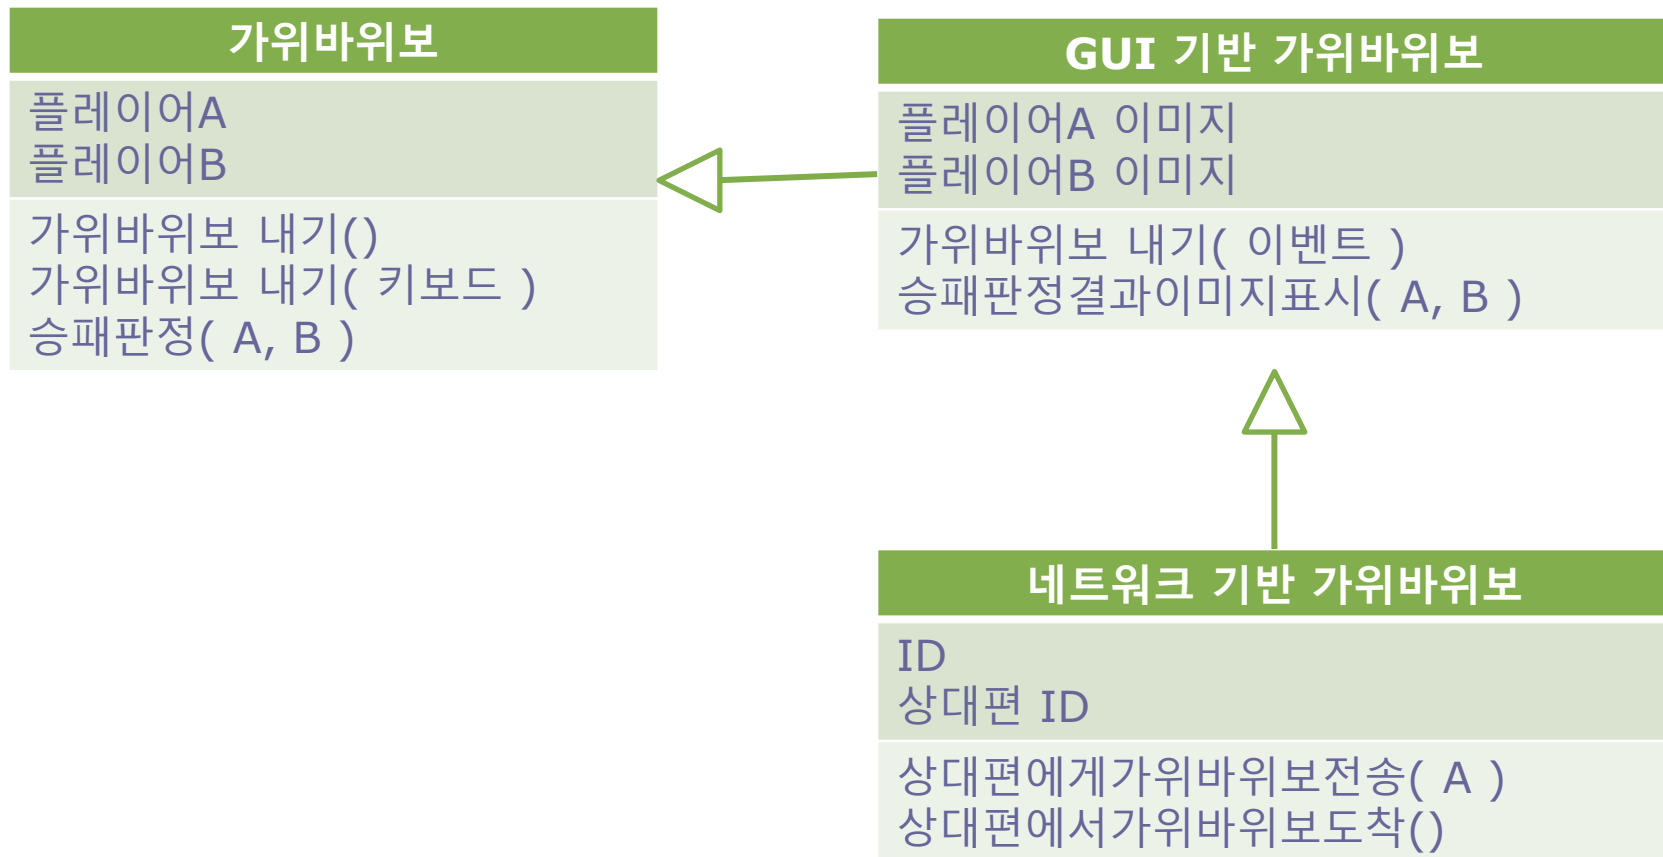 가위바위보
플레이어A
플레이어B
가위바위보 내기()
가위바위보 내기( 키보드 )
승패판정( A, B )
GUI 기반 가위바위보
플레이어A 이미지
플레이어B 이미지
가위바위보 내기( 이벤트 )
승패판정결과이미지표시( A, B )
네트워크 기반 가위바위보
ID
상대편 ID
상대편에게가위바위보전송( A )
상대편에서가위바위보도착()